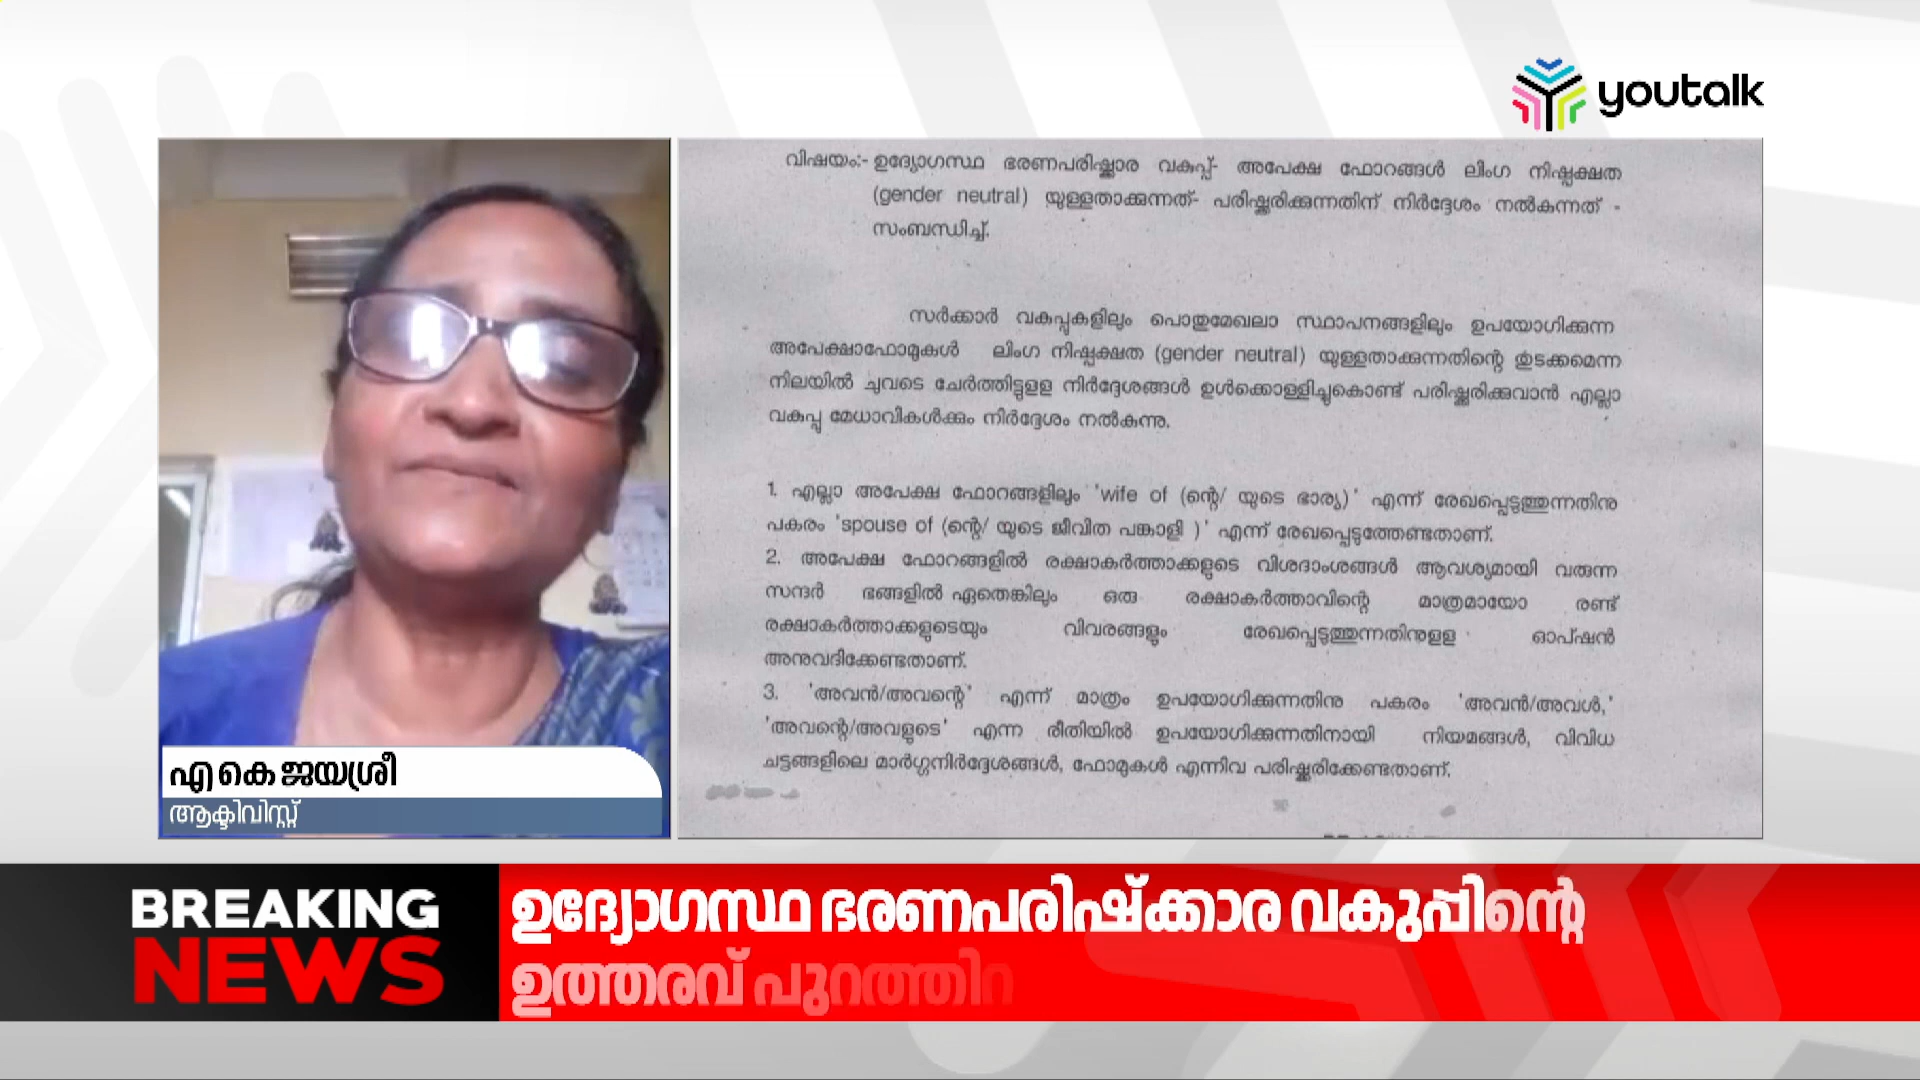 youtalk
വിഷയം:- ഉദ്യോഗസ്ഥ ഭരണപരിഷ്കാര വകുപ്പ്- അപേക്ഷ ഫോറങ്ങൾ ലിംഗ നിഷ്പക്ഷത
(gender neutral) യുള്ളതാക്കുന്നത്- പരിഷ്ക്കരിക്കുന്നതിന് നിർദ്ദേശം നൽകുന്നത് -
സംബന്ധിച്ച്.
സർക്കാർ വകുപ്പുകളിലും പൊതുമേഖലാ സ്ഥാപനങ്ങളിലും ഉപയോഗിക്കുന്ന
അപേക്ഷാഫോമുകൾ ലിംഗ നിഷ്പക്ഷത (gender neutral) യുള്ളതാക്കുന്നതിന്റെ തുടക്കമെന്ന
നിലയിൽ ചുവടെ ചേർത്തിട്ടുളള നിർദ്ദേശങ്ങൾ ഉൾക്കൊള്ളിച്ചുകൊണ്ട് പരിഷ്ക്കരിക്കുവാൻ എല്ലാ
വകുപ്പു മേധാവികൾക്കും നിർദ്ദേശം നൽകുന്നു.
1. എല്ലാ അപേക്ഷ ഫോറങ്ങളിലും 'wife of (ന്റെ/ യുടെ ഭാര്യ)' എന്ന് രേഖപ്പെടുത്തുന്നതിനു
പകരം 'spouse of (ന്റെ/ യുടെ ജീവിത പങ്കാളി )' എന്ന് രേഖപ്പെടുത്തേണ്ടതാണ്.
2. അപേക്ഷ ഫോറങ്ങളിൽ രക്ഷാകർത്താക്കളുടെ വിശദാംശങ്ങൾ ആവശ്യമായി വരുന്ന
സന്ദർ ഭങ്ങളിൽ ഏതെങ്കിലും ഒരു രക്ഷാകർത്താവിന്റെ മാത്രമായോ രണ്ട്
രക്ഷാകർത്താക്കളുടെയും വിവരങ്ങളും രേഖപ്പെടുത്തുന്നതിനുളള ഓപ്ഷൻ
അനുവദിക്കേണ്ടതാണ്.
3. 'അവൻ/അവന്റെ' എന്ന് മാത്രം ഉപയോഗിക്കുന്നതിനു പകരം 'അവൻ/അവൾ,'
'അവന്റെ/അവളുടെ' എന്ന രീതിയിൽ ഉപയോഗിക്കുന്നതിനായി നിയമങ്ങൾ, വിവിധ
ചട്ടങ്ങളിലെ മാർഗ്ഗനിർദ്ദേശങ്ങൾ, ഫോമുകൾ എന്നിവ പരിഷ്ക്കരിക്കേണ്ടതാണ്.
എ കെ ജയശ്രീ
ആക്ടിവിസ്റ്റ്
BREAKING
NEWS
ഉദ്യോഗസ്ഥ ഭരണപരിഷ്ക്കാര വകുപ്പിന്റെ
ഉത്തരവ് പുറത്തിറ